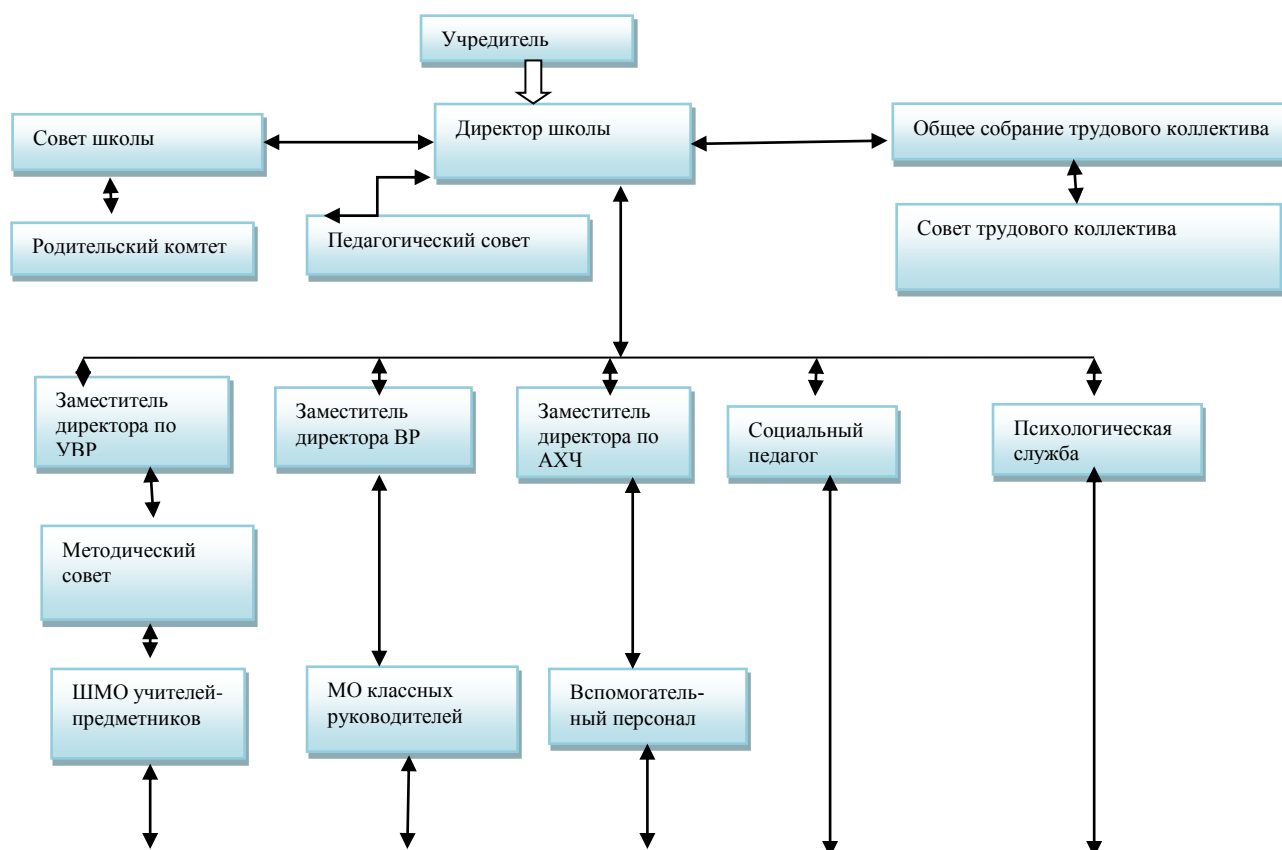 Учредитель
Совет школы
Директор школы
Общее собрание трудового коллектива
Родительский комтет
Педагогический совет
Совет трудового коллектива
Заместитель
директора по
УВР
Заместитель
директора ВР
Заместитель
директора по
АХЧ
Социальный
педагог
Психологическая
служба
Методический
совет
ШМО учителей-
предметников
МО классных
руководителей
Вспомогатель-
ный персонал